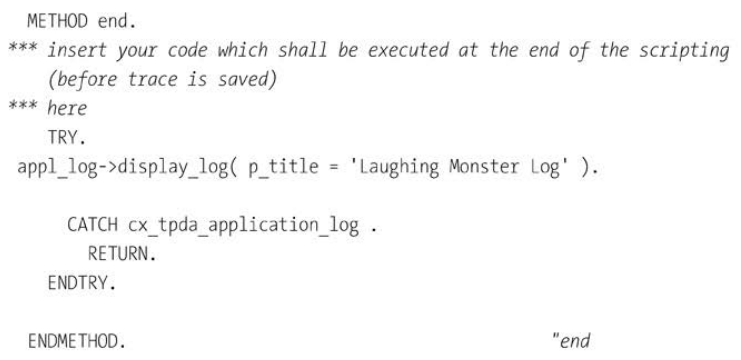 METHOD end.
*** insert your code which shall be executed at the end of the scripting
(before trace is saved)
*** here
TRY.
appl_log->display_log( p_title = 'Laughing Monster Log' ).
CATCH cx_tpda_application_log .
RETURN.
ENDTRY.
ENDMETHOD. "end